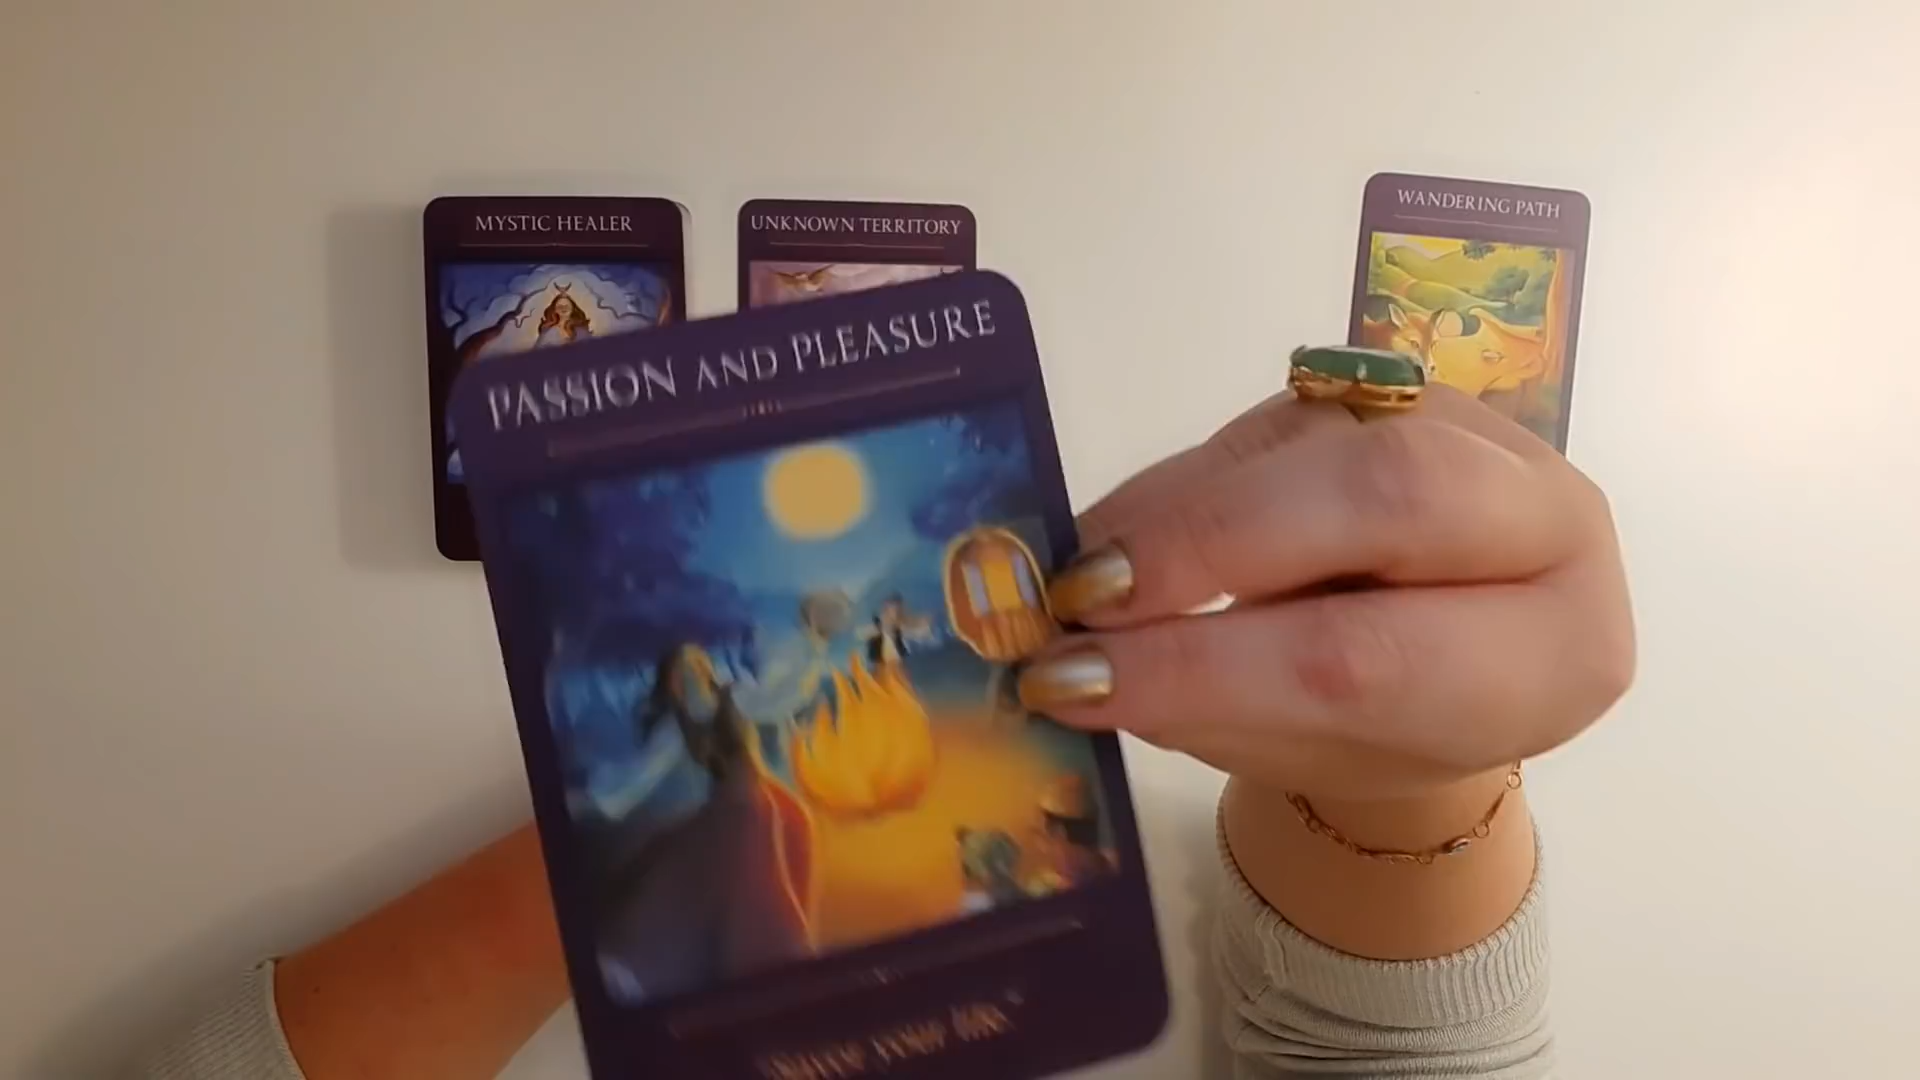 MYSTIC HEALER
UNKNOWN TERRITORY
WANDERING PATH
PASSION AND PLEASURE